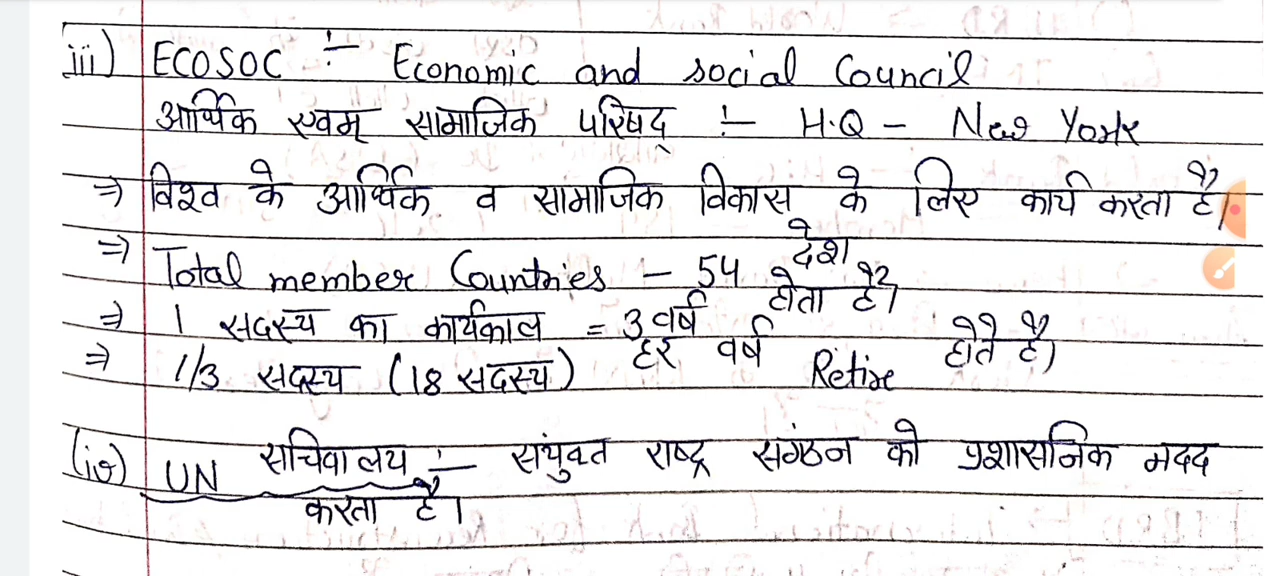 iii) ECOSOC :- Economic and social Council
आर्थिक एवम् सामाजिक परिषद् :- H.Q - New York
⇒ विश्व के आर्थिक व सामाजिक विकास के लिए कार्य करता है।
⇒ Total member Countries - 54 देश होता है।
⇒ 1 सदस्य का कार्यकाल = 3 वर्ष
⇒ 1/3 सदस्य (18 सदस्य) हर वर्ष Retire होते है।
(iv) UN सचिवालय :- संयुक्त राष्ट्र संगठन को प्रशासनिक मदद
करता है।